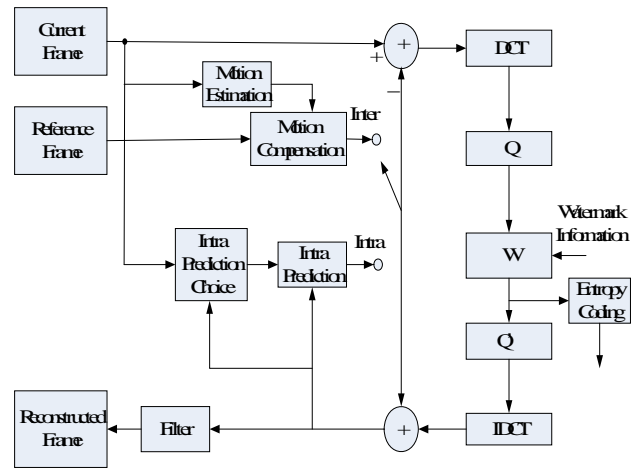 Current
Frame
+
+
−
DCT
Motion
Estimation
Reference
Frame
Motion
Compensation
Inter
Q
Watermark
Information
W
Intra
Prediction
Choice
Intra
Prediction
Intra
Entropy
Coding
Q'
Reconstructed
Frame
Filter
+
IDCT